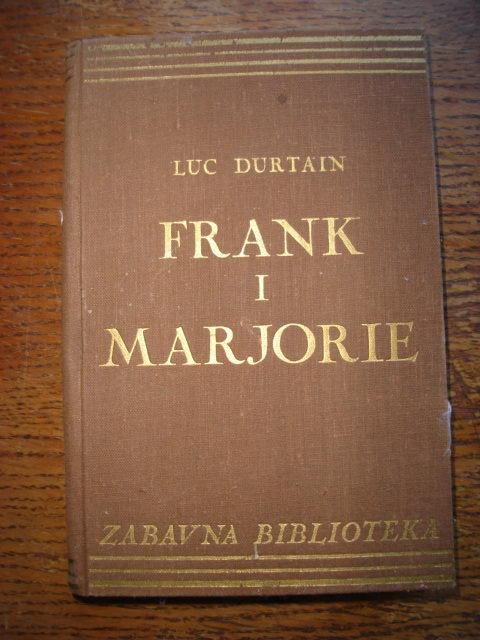 LUC DURTAIN
FRANK
I
MARJORIE
ZABAVNA BIBLIOTEKA